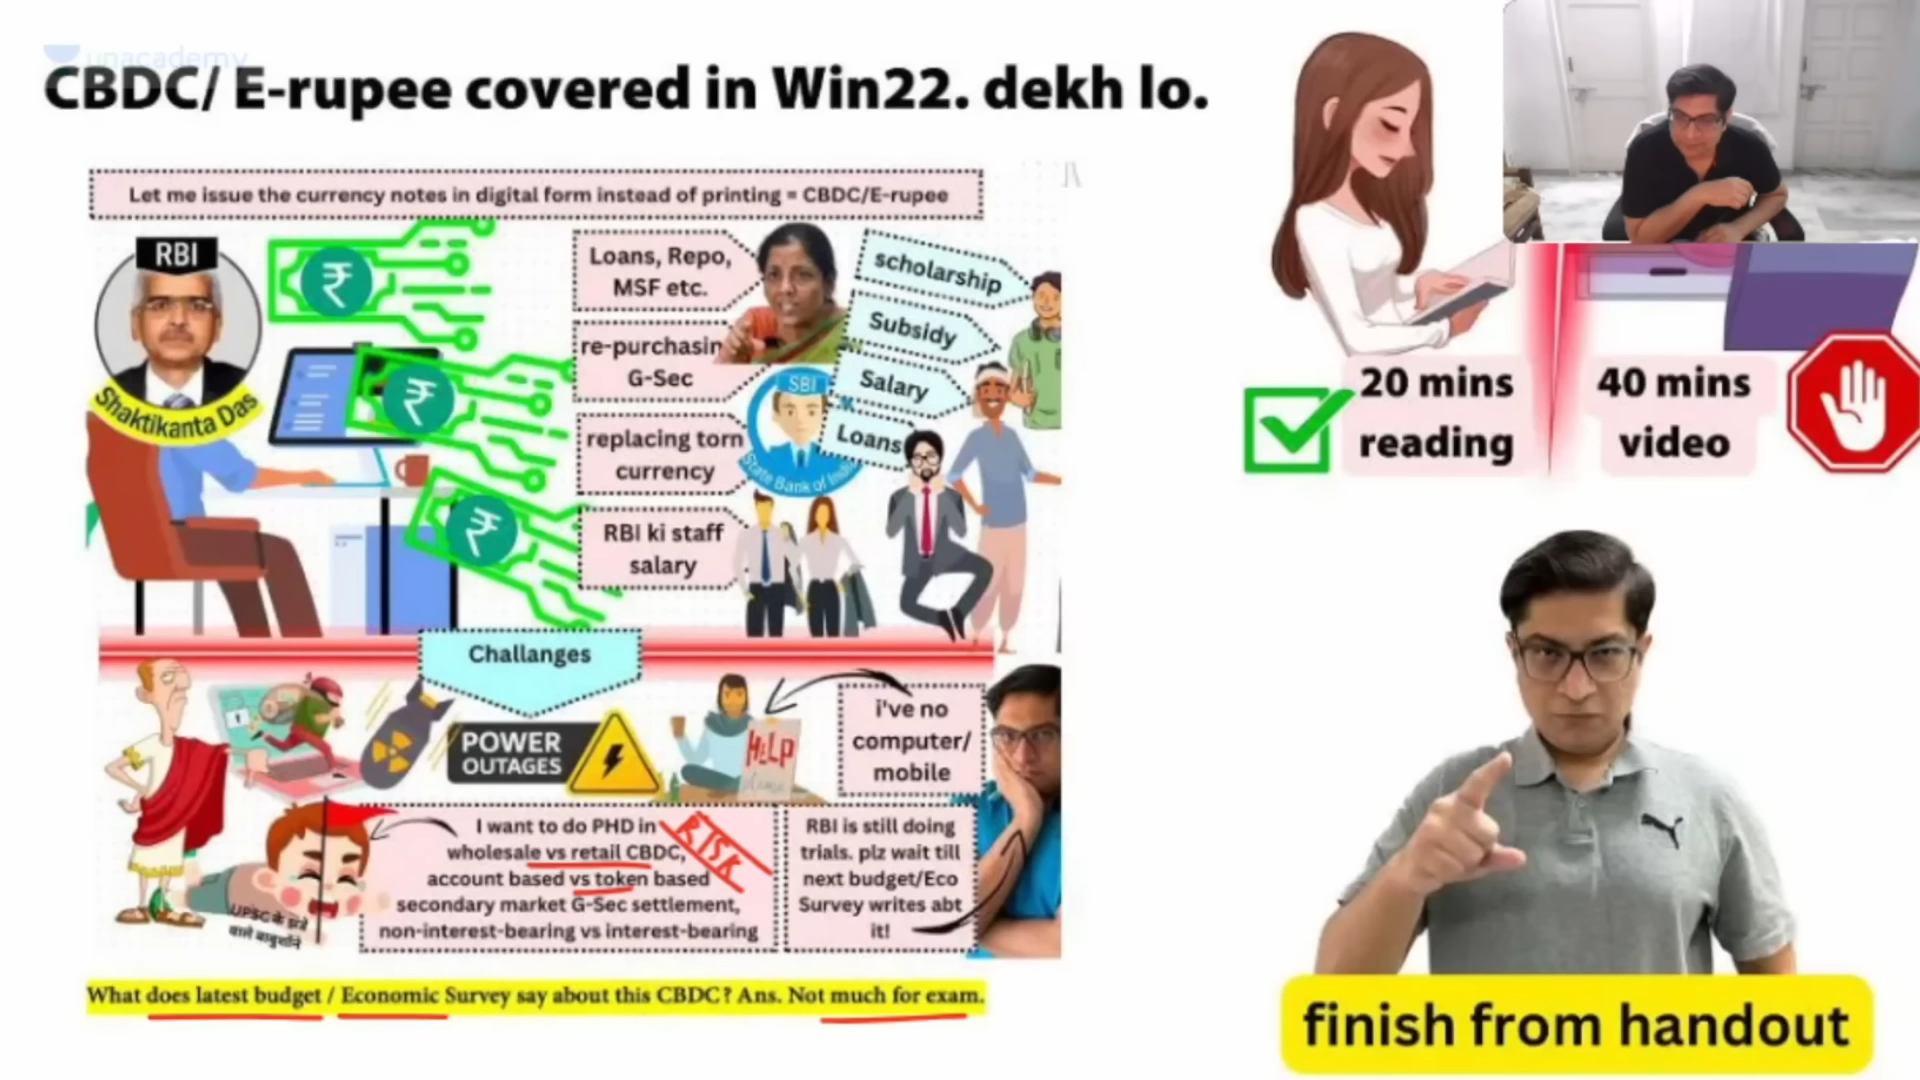 unacademy
CBDC/ E-rupee covered in Win22. dekh lo.
Let me issue the currency notes in digital form instead of printing = CBDC/E-rupee
RBI
Shaktikanta Das
Loans, Repo,
MSF etc.
re-purchasin
G-Sec
replacing torn
currency
RBI ki staff
salary
SBI
State Bank of India
scholarship
Subsidy
Salary
Loans
20 mins
reading
40 mins
video
Challanges
POWER
OUTAGES
HELP
i've no
computer/
mobile
I want to do PHD in
wholesale vs retail CBDC,
account based vs token based
secondary market G-Sec settlement,
non-interest-bearing vs interest-bearing
RISK
RBI is still doing
trials. plz wait till
next budget/Eco
Survey writes abt
it!
UPSC के
वाले
What does latest budget / Economic Survey say about this CBDC? Ans. Not much for exam.
finish from handout